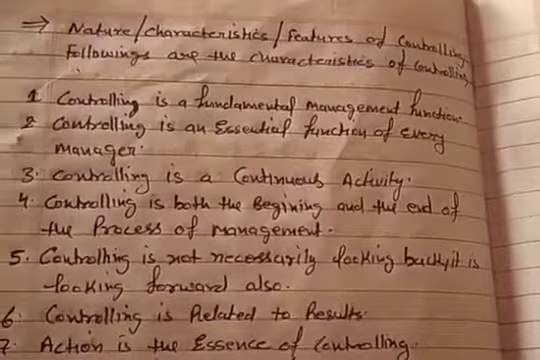 ⇒ Nature/characteristics/Features of Controlling
Followings are the characteristics of Controlling
1 Controlling is a fundamental management function.
2 Controlling is an Essential function of every
manager.
3. Controlling is a Continuous Activity.
4. Controlling is both the Begining and the end of
the Process of management.
5. Controlling is not necessarily looking back, it is
looking forward also.
6. Controlling is Related to Results.
7. Action is the Essence of Controlling.